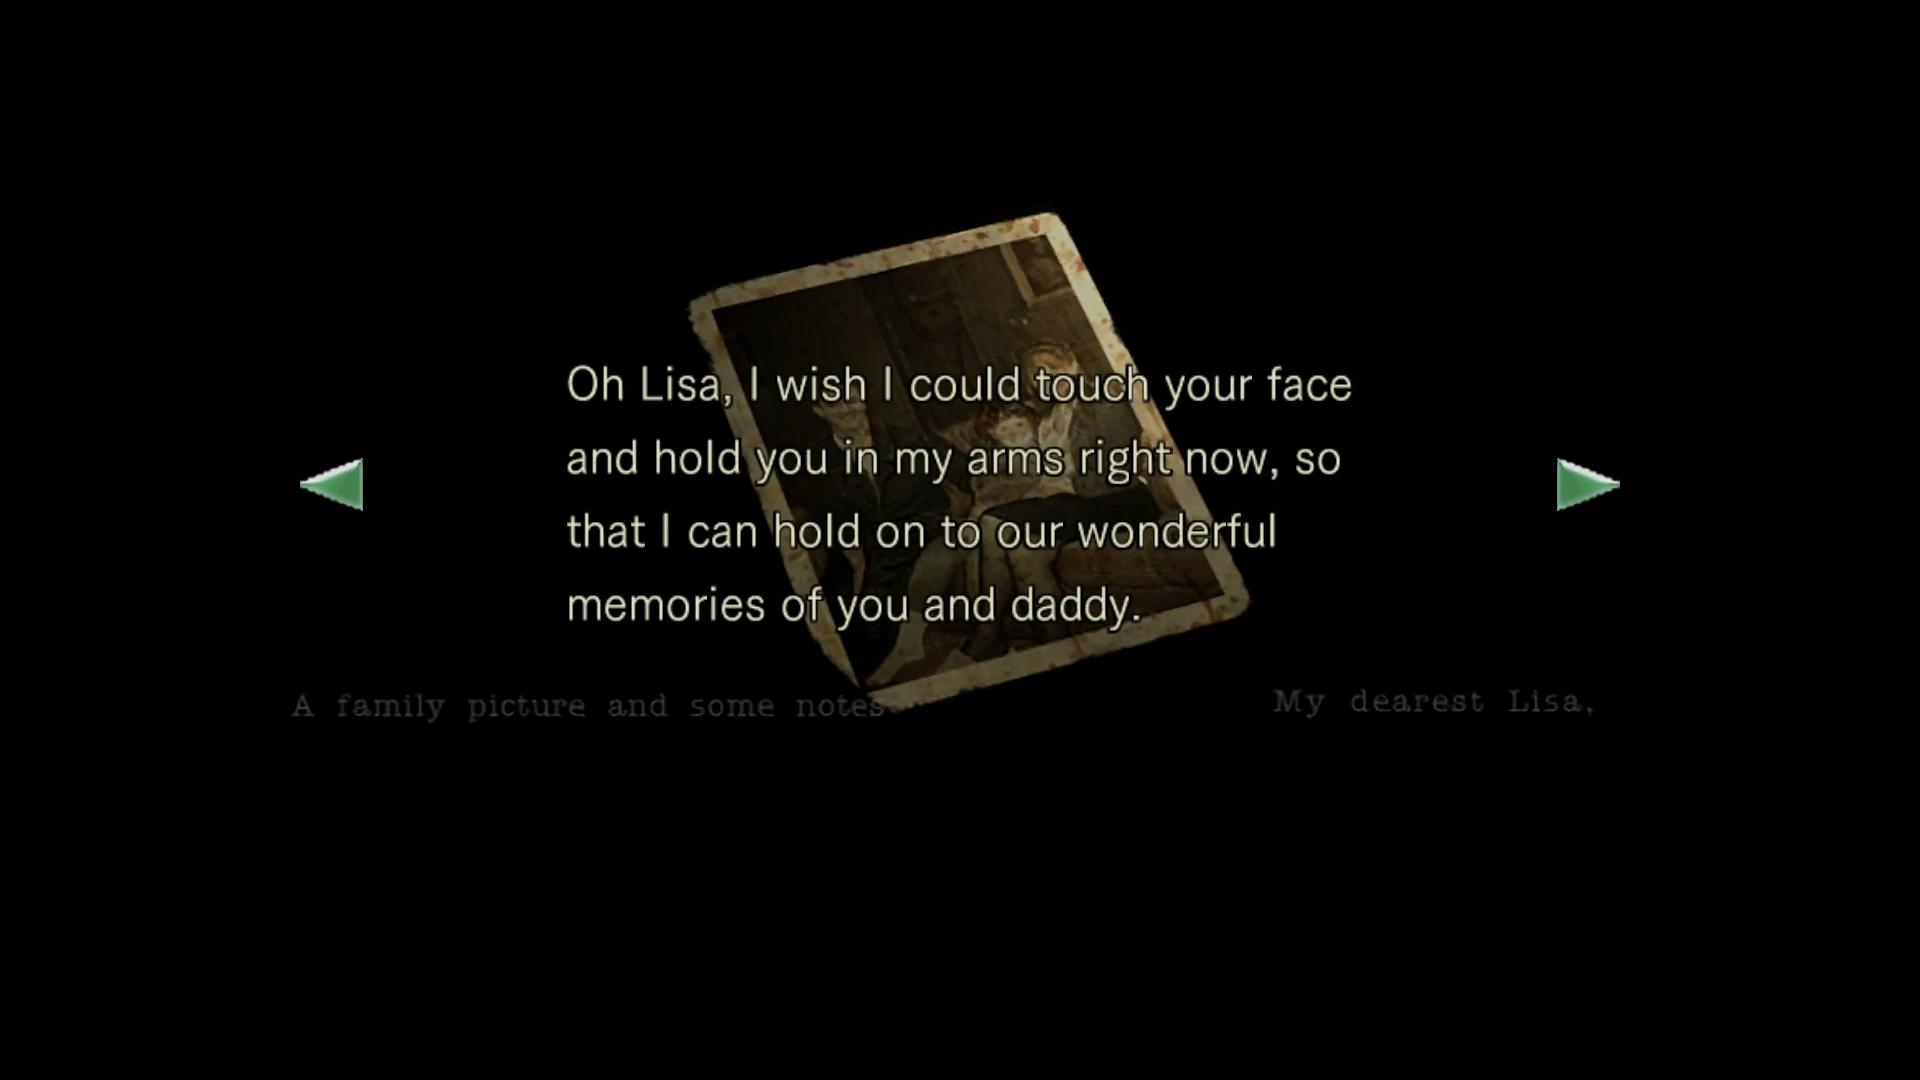 Oh Lisa, I wish I could touch your face
and hold you in my arms right now, so
that I can hold on to our wonderful
memories of you and daddy.
A family picture and some notes
My dearest Lisa,